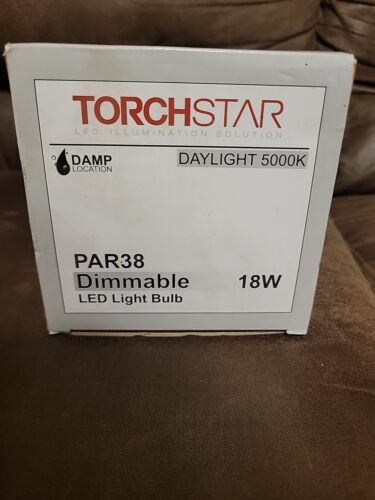 TORCHSTAR
LED ILLUMINATION SOLUTION
DAMP
LOCATION
DAYLIGHT 5000K
PAR38
Dimmable
18W
LED Light Bulb